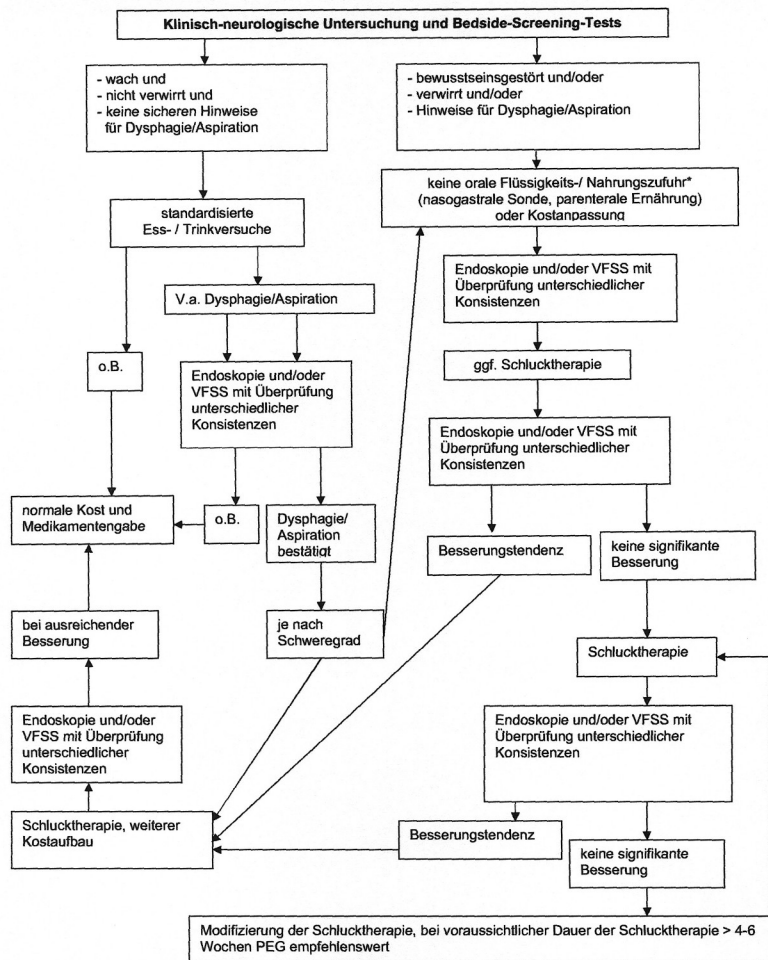 Klinisch-neurologische Untersuchung und Bedside-Screening-Tests
- wach und
- nicht verwirrt und
- keine sicheren Hinweise
für Dysphagie/Aspiration
- bewusstseinsgestört und/oder
- verwirrt und/oder
- Hinweise für Dysphagie/Aspiration
keine orale Flüssigkeits-/ Nahrungszufuhr*
(nasogastrale Sonde, parenterale Ernährung)
oder Kostanpassung
standardisierte
Ess- / Trinkversuche
Endoskopie und/oder VFSS mit
Überprüfung unterschiedlicher
Konsistenzen
V.a. Dysphagie/Aspiration
o.B.
ggf. Schlucktherapie
Endoskopie und/oder
VFSS mit Überprüfung
unterschiedlicher
Konsistenzen
Endoskopie und/oder VFSS mit
Überprüfung unterschiedlicher
Konsistenzen
normale Kost und
Medikamentengabe
o.B.
Dysphagie/
Aspiration
bestätigt
Besserungstendenz
keine signifikante
Besserung
bei ausreichender
Besserung
je nach
Schweregrad
Schlucktherapie
Endoskopie und/oder
VFSS mit Überprüfung
unterschiedlicher
Konsistenzen
Endoskopie und/oder VFSS mit
Überprüfung unterschiedlicher
Konsistenzen
Schlucktherapie, weiterer
Kostaufbau
Besserungstendenz
keine signifikante
Besserung
Modifizierung der Schlucktherapie, bei voraussichtlicher Dauer der Schlucktherapie > 4-6
Wochen PEG empfehlenswert